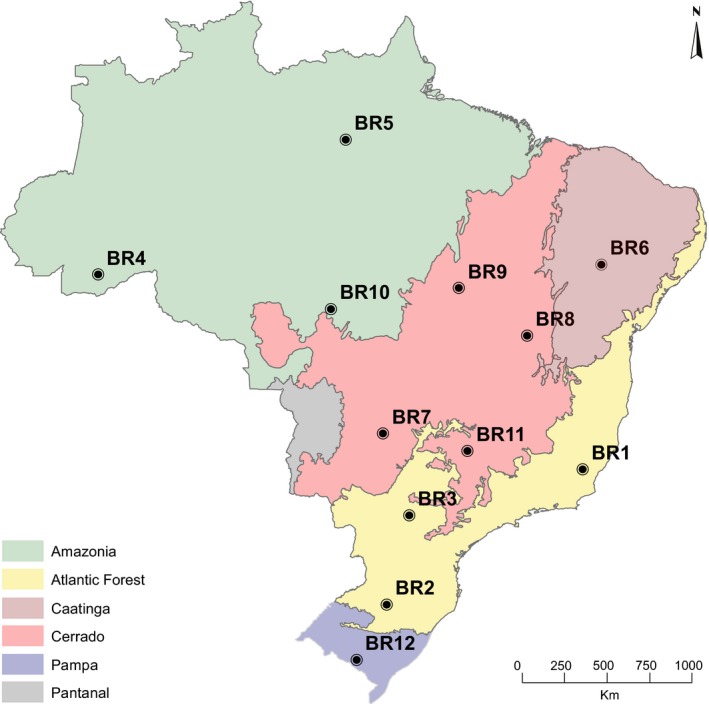 N
BR5
BR4
BR6
BR9
BR10
BR8
BR7
BR11
BR1
BR3
BR2
BR12
Amazonia
Atlantic Forest
Caatinga
Cerrado
Pampa
Pantanal
0 250 500 750 1000
Km